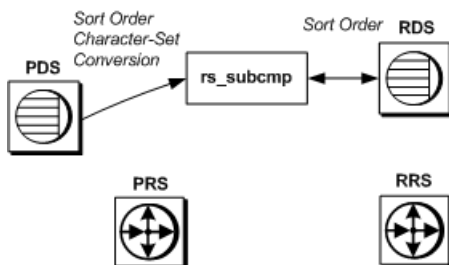 Sort Order
Character-Set
Conversion
Sort Order
RDS
PDS
rs_subcmp
PRS
RRS